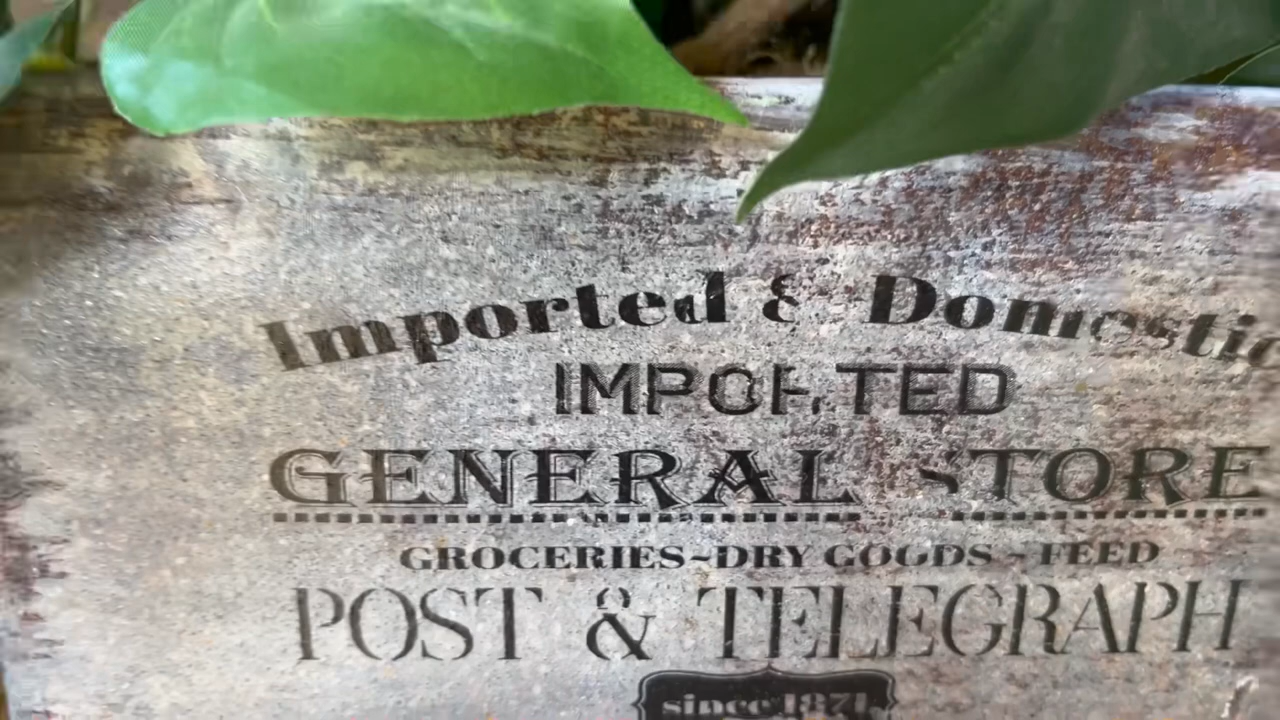 Imported & Domestic
IMPORTED
GENERAL STORE
GROCERIES~DRY GOODS ~ FEED
POST & TELEGRAPH
since 1871